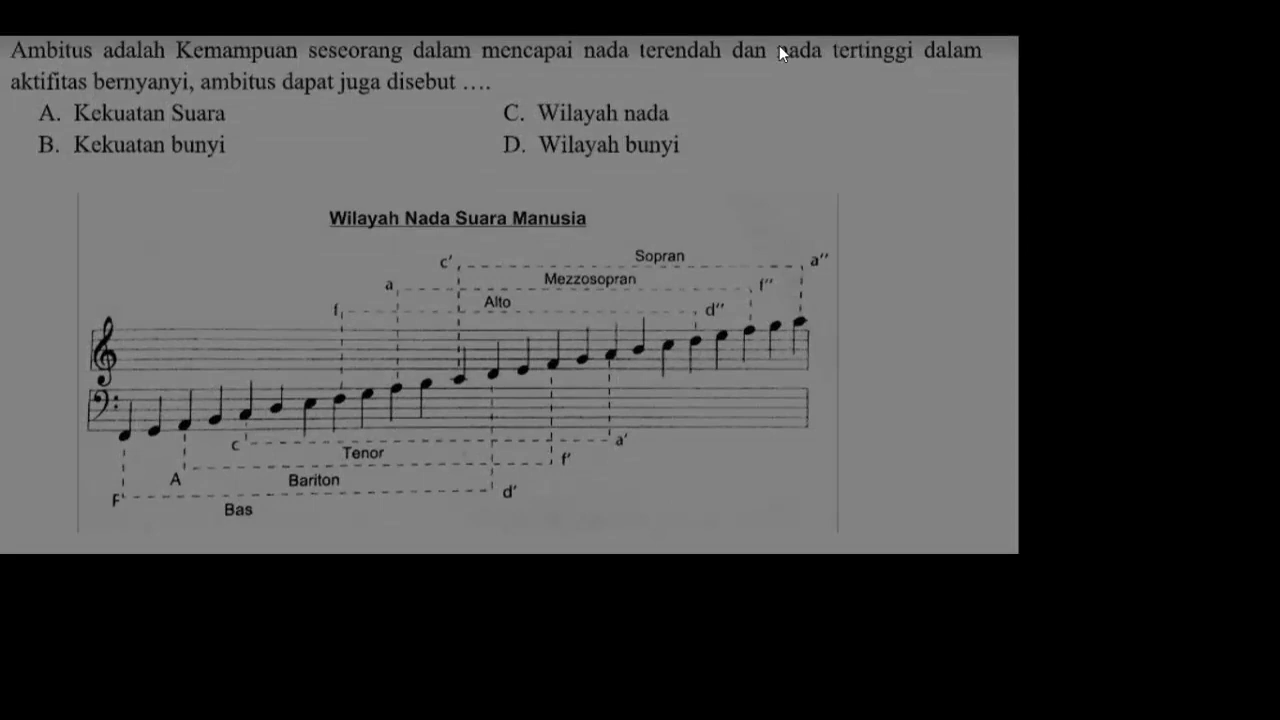 Ambitus adalah Kemampuan seseorang dalam mencapai nada terendah dan nada tertinggi dalam
aktifitas bernyanyi, ambitus dapat juga disebut ….
A. Kekuatan Suara
C. Wilayah nada
B. Kekuatan bunyi
D. Wilayah bunyi
Wilayah Nada Suara Manusia
c′ Sopran a″
a Mezzosopran f″
f Alto d″
c Tenor a′
A Bariton f′
F Bas d′